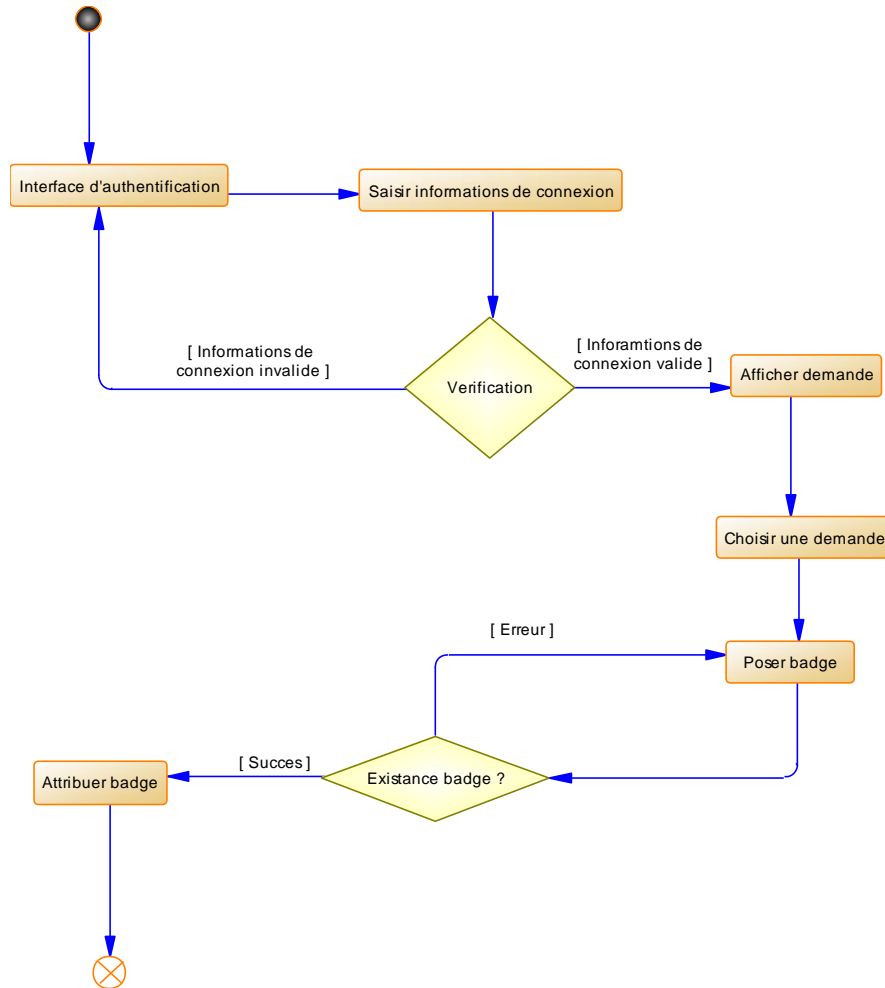 Interface d'authentification
Saisir informations de connexion
[ Informations de
connexion invalide ]
Verification
[ Inforamtions de
connexion valide ]
Afficher demande
Choisir une demande
[ Erreur ]
Poser badge
[ Succes ]
Existance badge ?
Attribuer badge